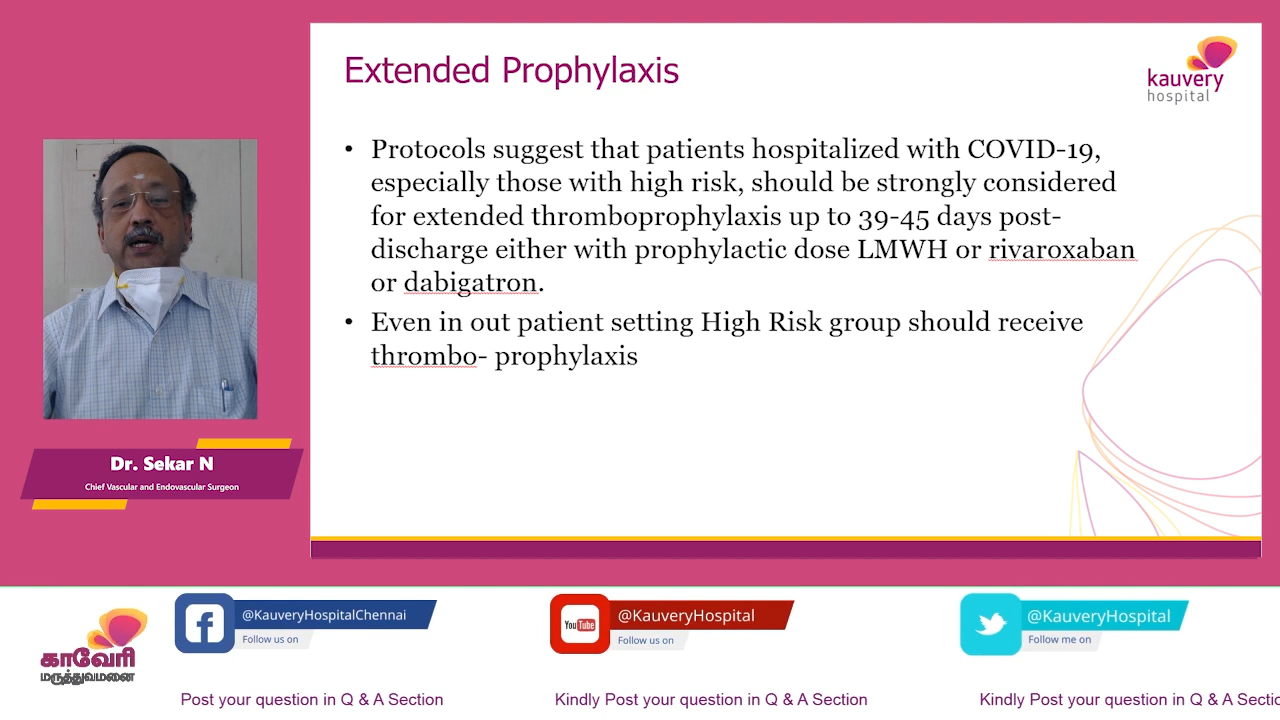 Extended Prophylaxis
kauvery
hospital
• Protocols suggest that patients hospitalized with COVID-19,
especially those with high risk, should be strongly considered
for extended thromboprophylaxis up to 39-45 days post-
discharge either with prophylactic dose LMWH or rivaroxaban
or dabigatron.
• Even in out patient setting High Risk group should receive
thrombo- prophylaxis
Dr. Sekar N
Chief Vascular and Endovascular Surgeon
காவேரி
மருத்துவமனை
@KauveryHospitalChennai
Follow us on
You Tube
@KauveryHospital
Follow us on
@KauveryHospital
Follow me on
Post your question in Q & A Section
Kindly Post your question in Q & A Section
Kindly Post your question in Q & A Sectio